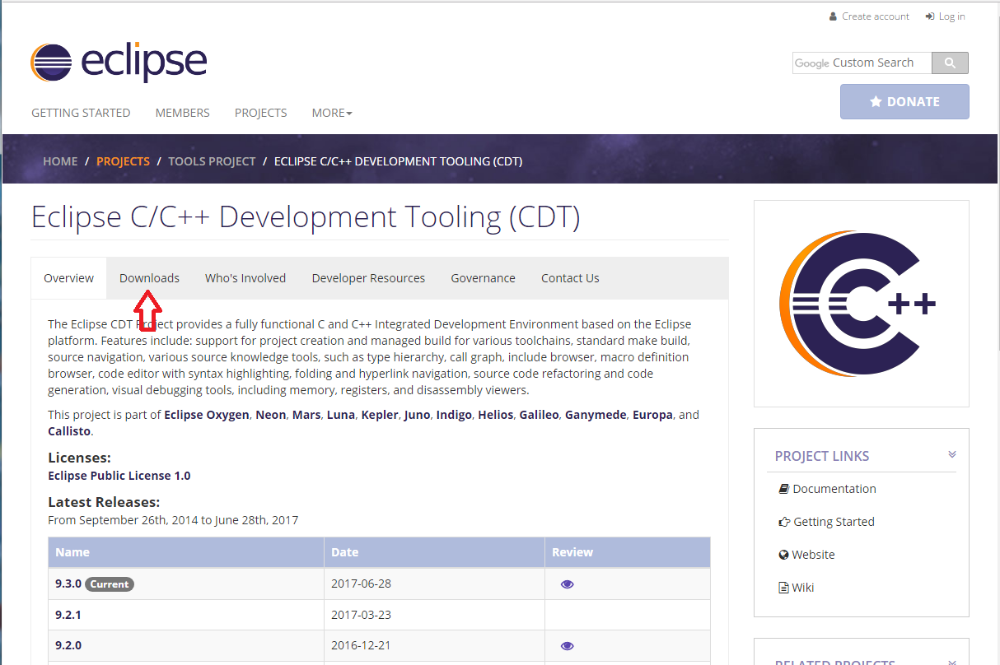 Create account Log in
eclipse
Google Custom Search
GETTING STARTED MEMBERS PROJECTS MORE
DONATE
HOME / PROJECTS / TOOLS PROJECT / ECLIPSE C/C++ DEVELOPMENT TOOLING (CDT)
Eclipse C/C++ Development Tooling (CDT)
Overview Downloads Who's Involved Developer Resources Governance Contact Us
The Eclipse CDT Project provides a fully functional C and C++ Integrated Development Environment based on the Eclipse
platform. Features include: support for project creation and managed build for various toolchains, standard make build,
source navigation, various source knowledge tools, such as type hierarchy, call graph, include browser, macro definition
browser, code editor with syntax highlighting, folding and hyperlink navigation, source code refactoring and code
generation, visual debugging tools, including memory, registers, and disassembly viewers.
This project is part of Eclipse Oxygen, Neon, Mars, Luna, Kepler, Juno, Indigo, Helios, Galileo, Ganymede, Europa, and
Callisto.
Licenses:
Eclipse Public License 1.0
Latest Releases:
From September 26th, 2014 to June 28th, 2017
Name Date Review
9.3.0 Current 2017-06-28
9.2.1 2017-03-23
9.2.0 2016-12-21
C++
PROJECT LINKS
Documentation
Getting Started
Website
Wiki
RELATED PROJECTS